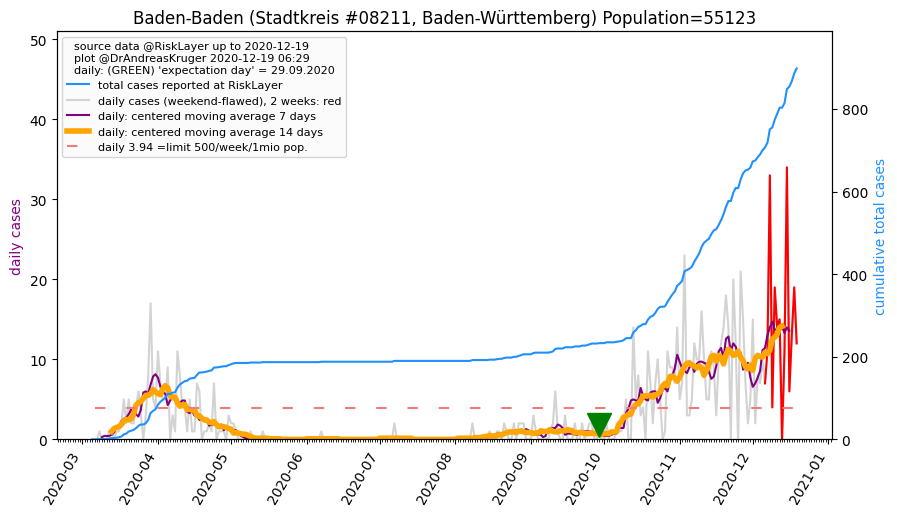 Baden-Baden (Stadtkreis #08211, Baden-Württemberg) Population=55123
source data @RiskLayer up to 2020-12-19
plot @DrAndreasKruger 2020-12-19 06:29
daily: (GREEN) 'expectation day' = 29.09.2020
total cases reported at RiskLayer
daily cases (weekend-flawed), 2 weeks: red
daily: centered moving average 7 days
daily: centered moving average 14 days
daily 3.94 =limit 500/week/1mio pop.
daily cases
50
40
30
20
10
0
cumulative total cases
800
600
400
200
0
2020-03
2020-04
2020-05
2020-06
2020-07
2020-08
2020-09
2020-10
2020-11
2020-12
2021-01